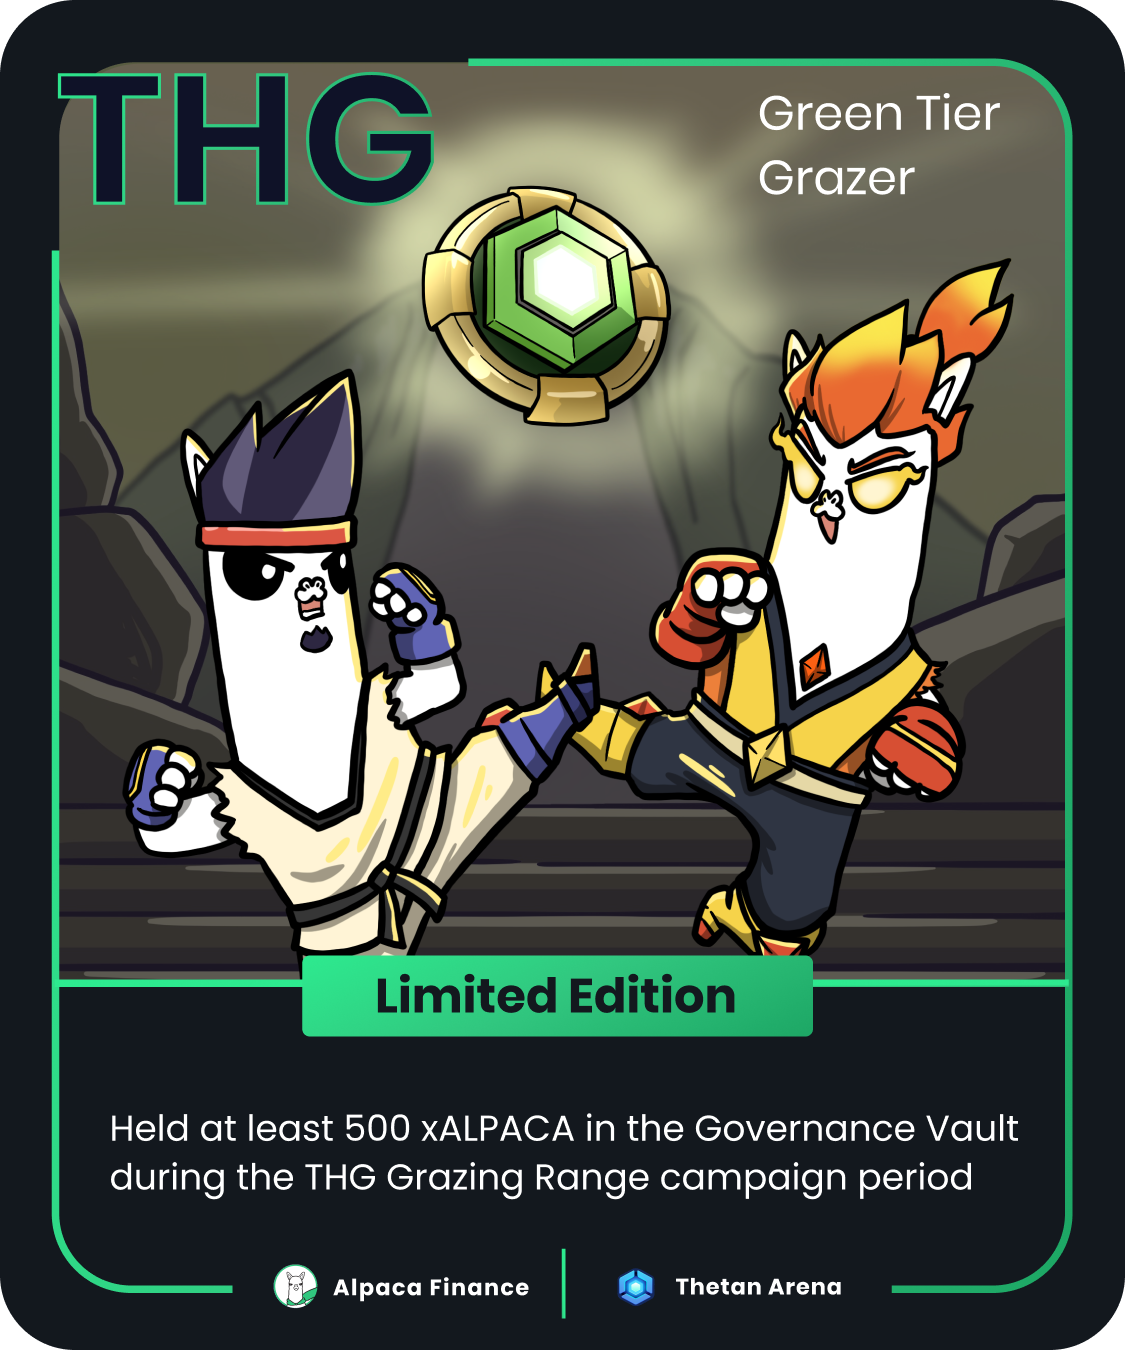 THG
Green Tier
Grazer
Limited Edition
Held at least 500 xALPACA in the Governance Vault
during the THG Grazing Range campaign period
Alpaca Finance
Thetan Arena